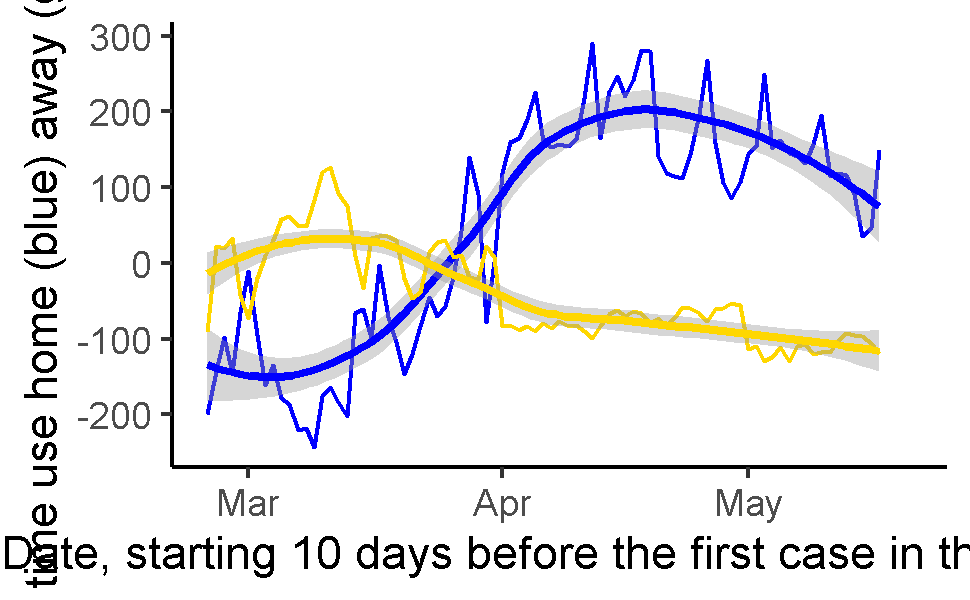 time use home (blue) away (
300
200
100
0
-100
-200
Mar Apr May
Date, starting 10 days before the first case in th